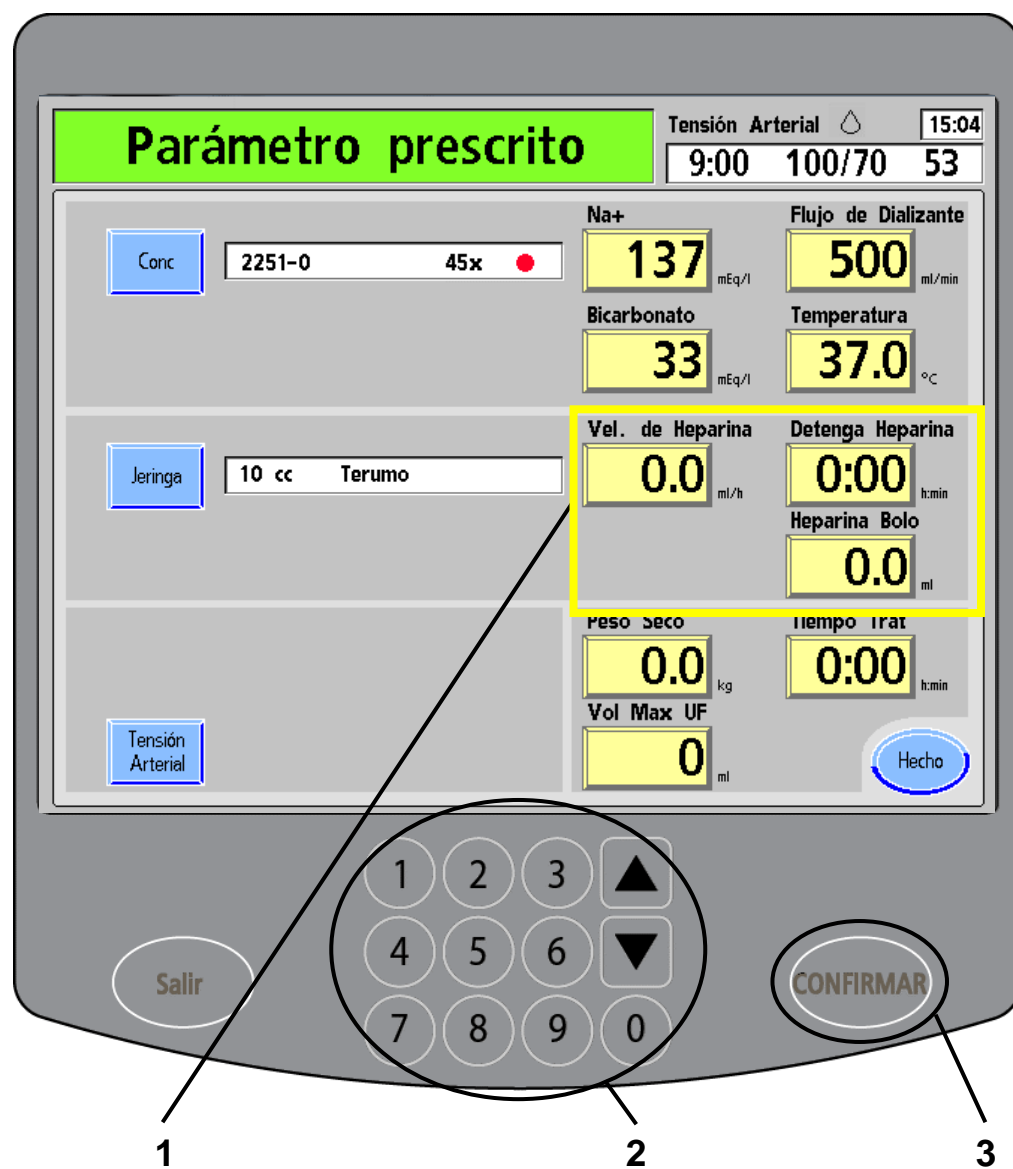 Parámetro prescrito
Tensión Arterial 15:04
9:00 100/70 53
Conc
2251-0 45x
Na+
137 mEq/l
Flujo de Dializante
500 ml/min
Bicarbonato
33 mEq/l
Temperatura
37.0 °C
Jeringa
10 cc Terumo
Vel. de Heparina
0.0 ml/h
Detenga Heparina
0:00 h:min
Heparina Bolo
0.0 ml
Peso Seco
0.0 kg
Tiempo Trat
0:00 h:min
Vol Max UF
0 ml
Tensión
Arterial
Hecho
1 2 3
4 5 6
7 8 9 0
Salir
CONFIRMAR
1 2 3